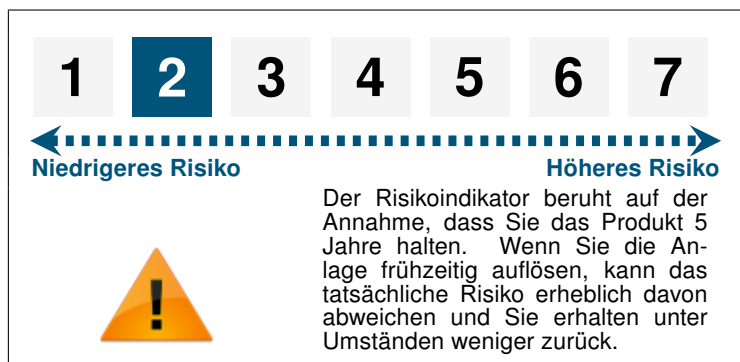 1 2 3 4 5 6 7
Niedrigeres Risiko Höheres Risiko
Der Risikoindikator beruht auf der
Annahme, dass Sie das Produkt 5
Jahre halten. Wenn Sie die An-
lage frühzeitig auflösen, kann das
tatsächliche Risiko erheblich davon
abweichen und Sie erhalten unter
Umständen weniger zurück.